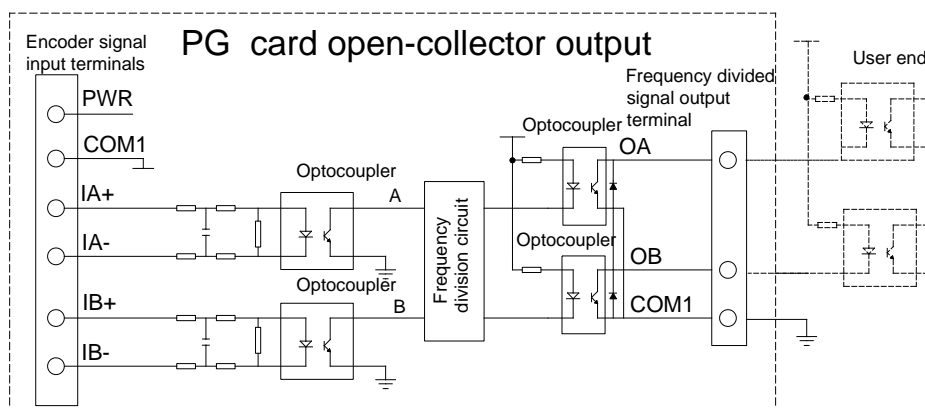 PG card open-collector output
Encoder signal
input terminals
PWR
COM1
IA+
IA-
IB+
IB-
Optocoupler
A
Optocoupler
B
Frequency
division circuit
Optocoupler
Optocoupler
Frequency divided
signal output
terminal
OA
OB
COM1
User end